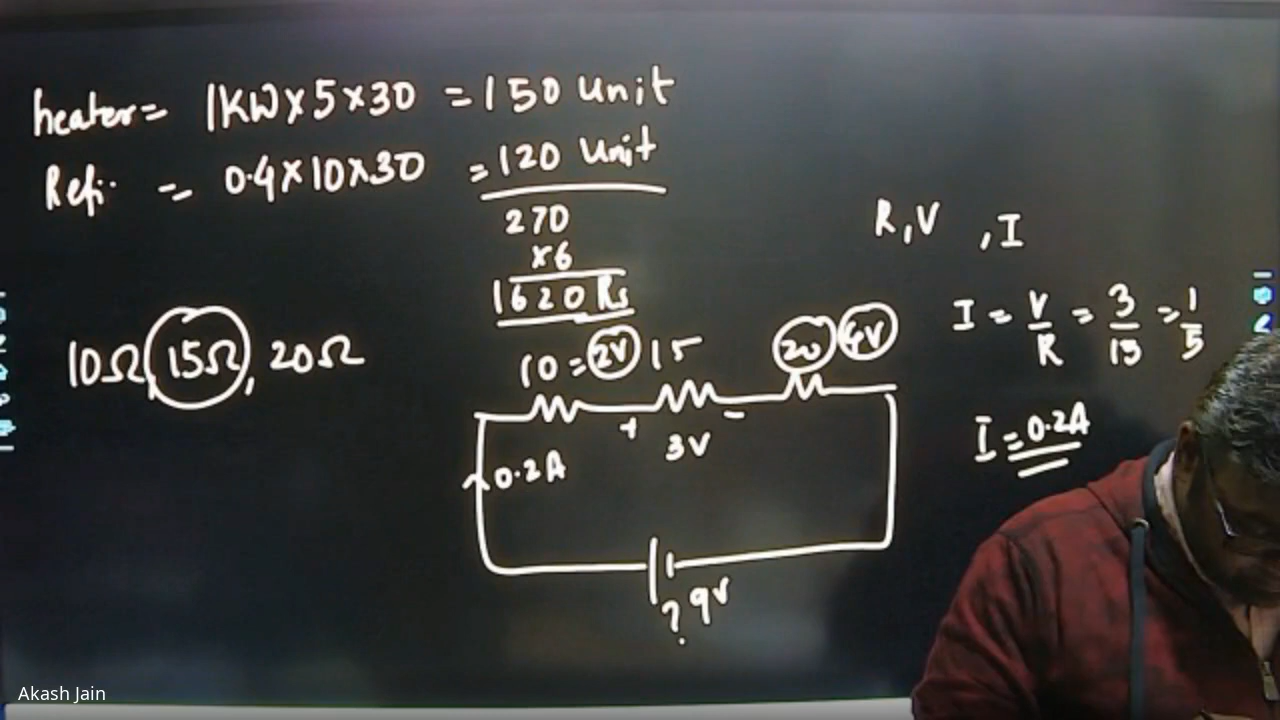 heater = 1KW×5×30 = 150 Unit
Refi. = 0.4×10×30 = 120 Unit
270
×6
1620 Rs
R, V , I
I = V/R = 3/15 = 1/5
I = 0.2A
10Ω, 15Ω, 20Ω
10 = 2V 15 20 4V
+ 3V -
0.2A
? 9V
Akash Jain